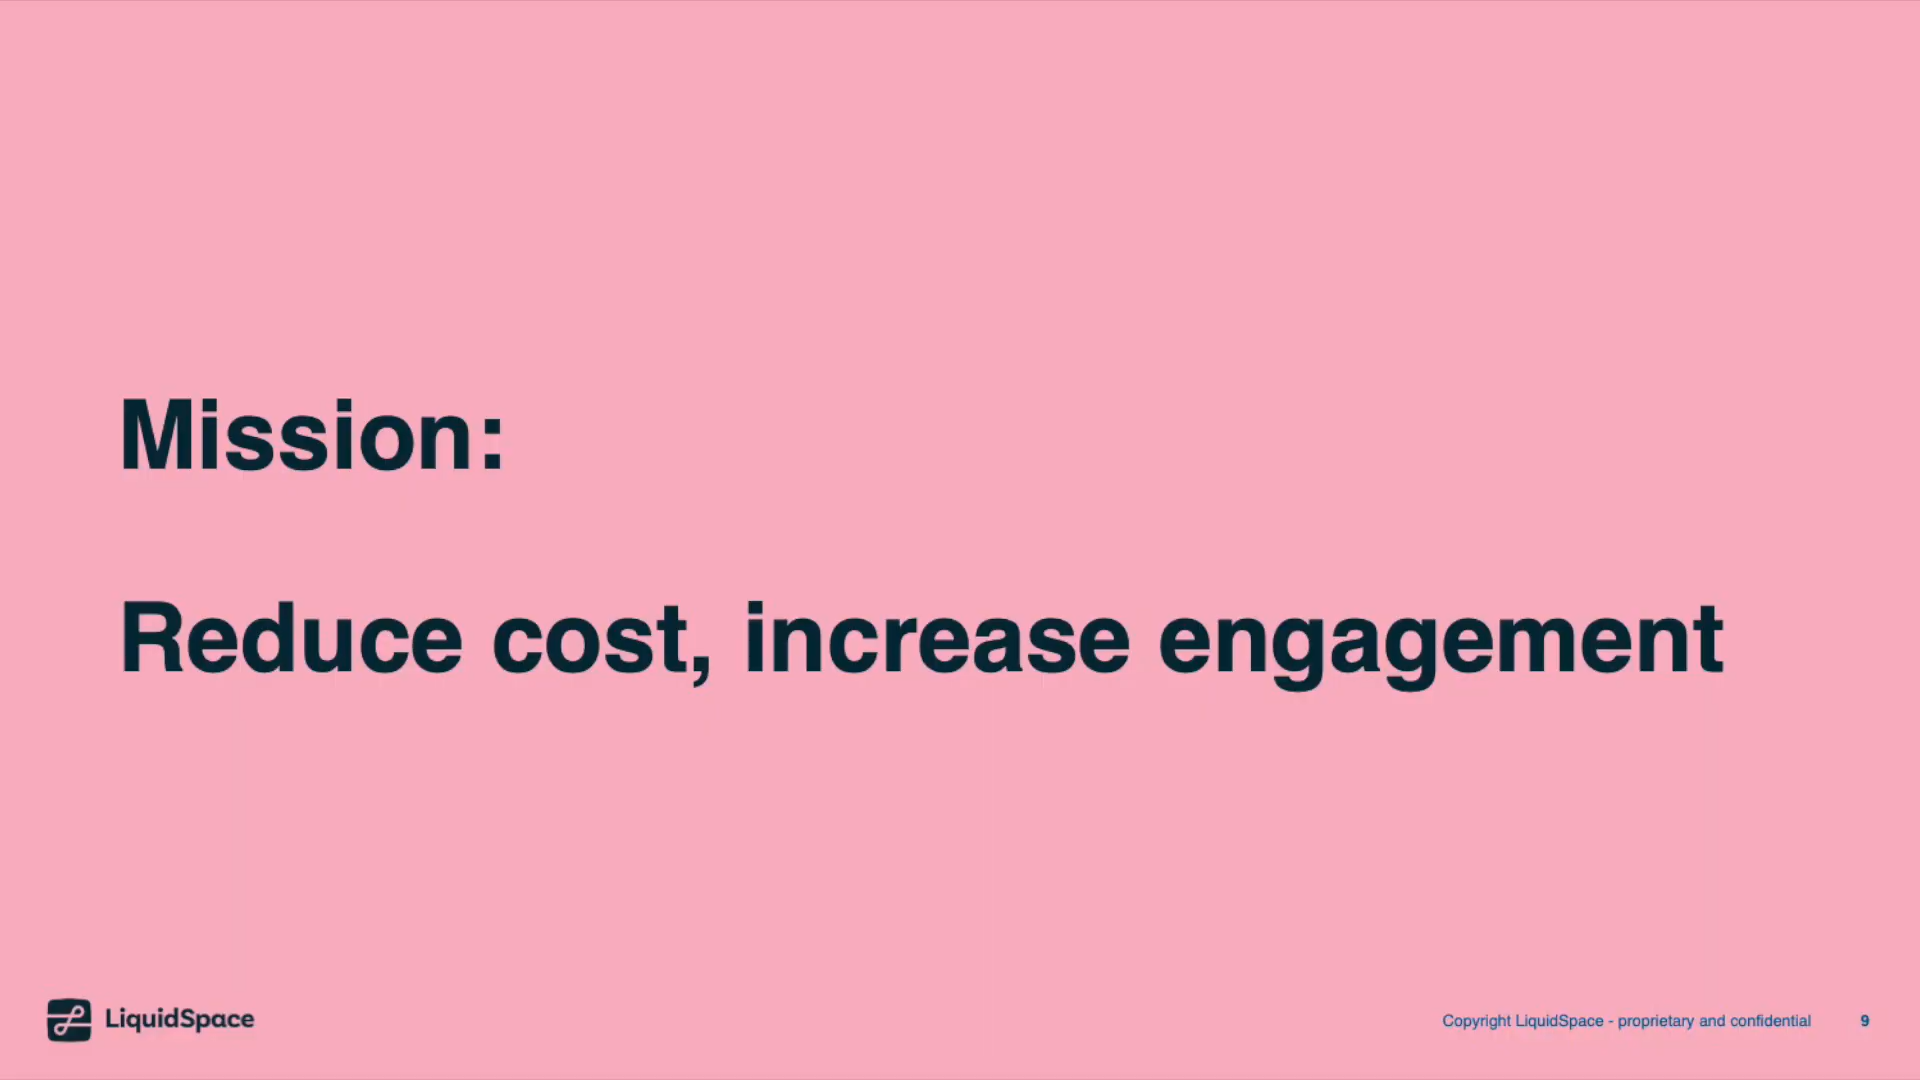 Mission:
Reduce cost, increase engagement
LiquidSpace
Copyright LiquidSpace - proprietary and confidential
9